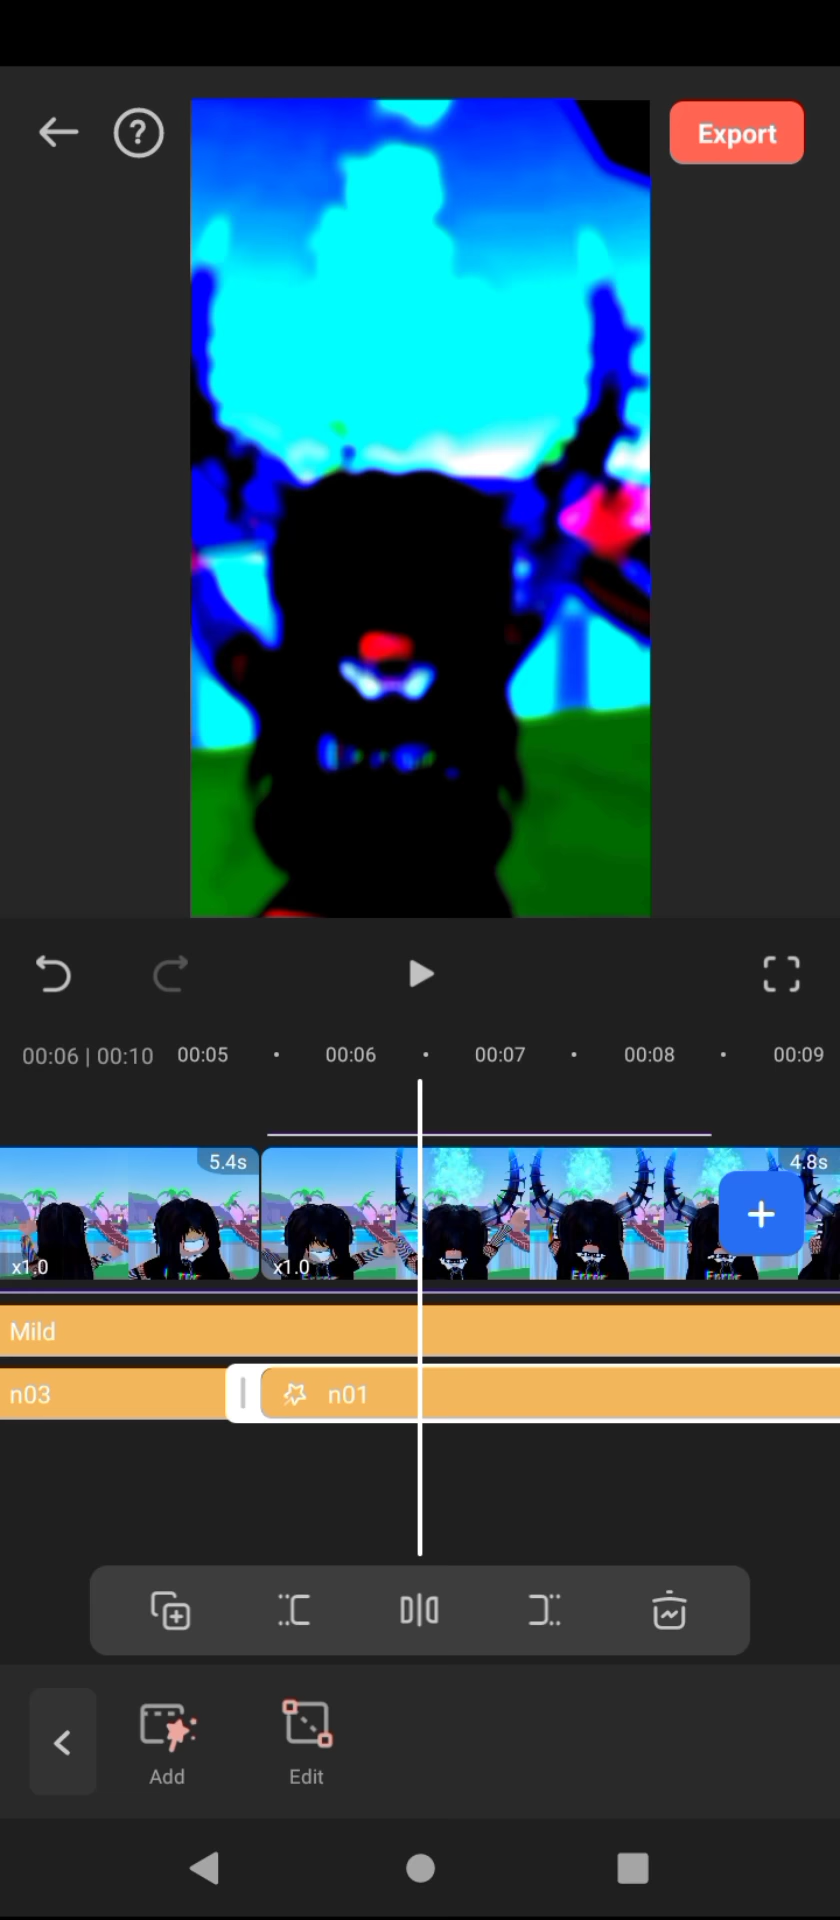 Export
00:06 | 00:10 00:05 00:06 00:07 00:08 00:09
5.4s 4.8s
x1.0 x1.0
Error
Mild
n03 n01
Add Edit